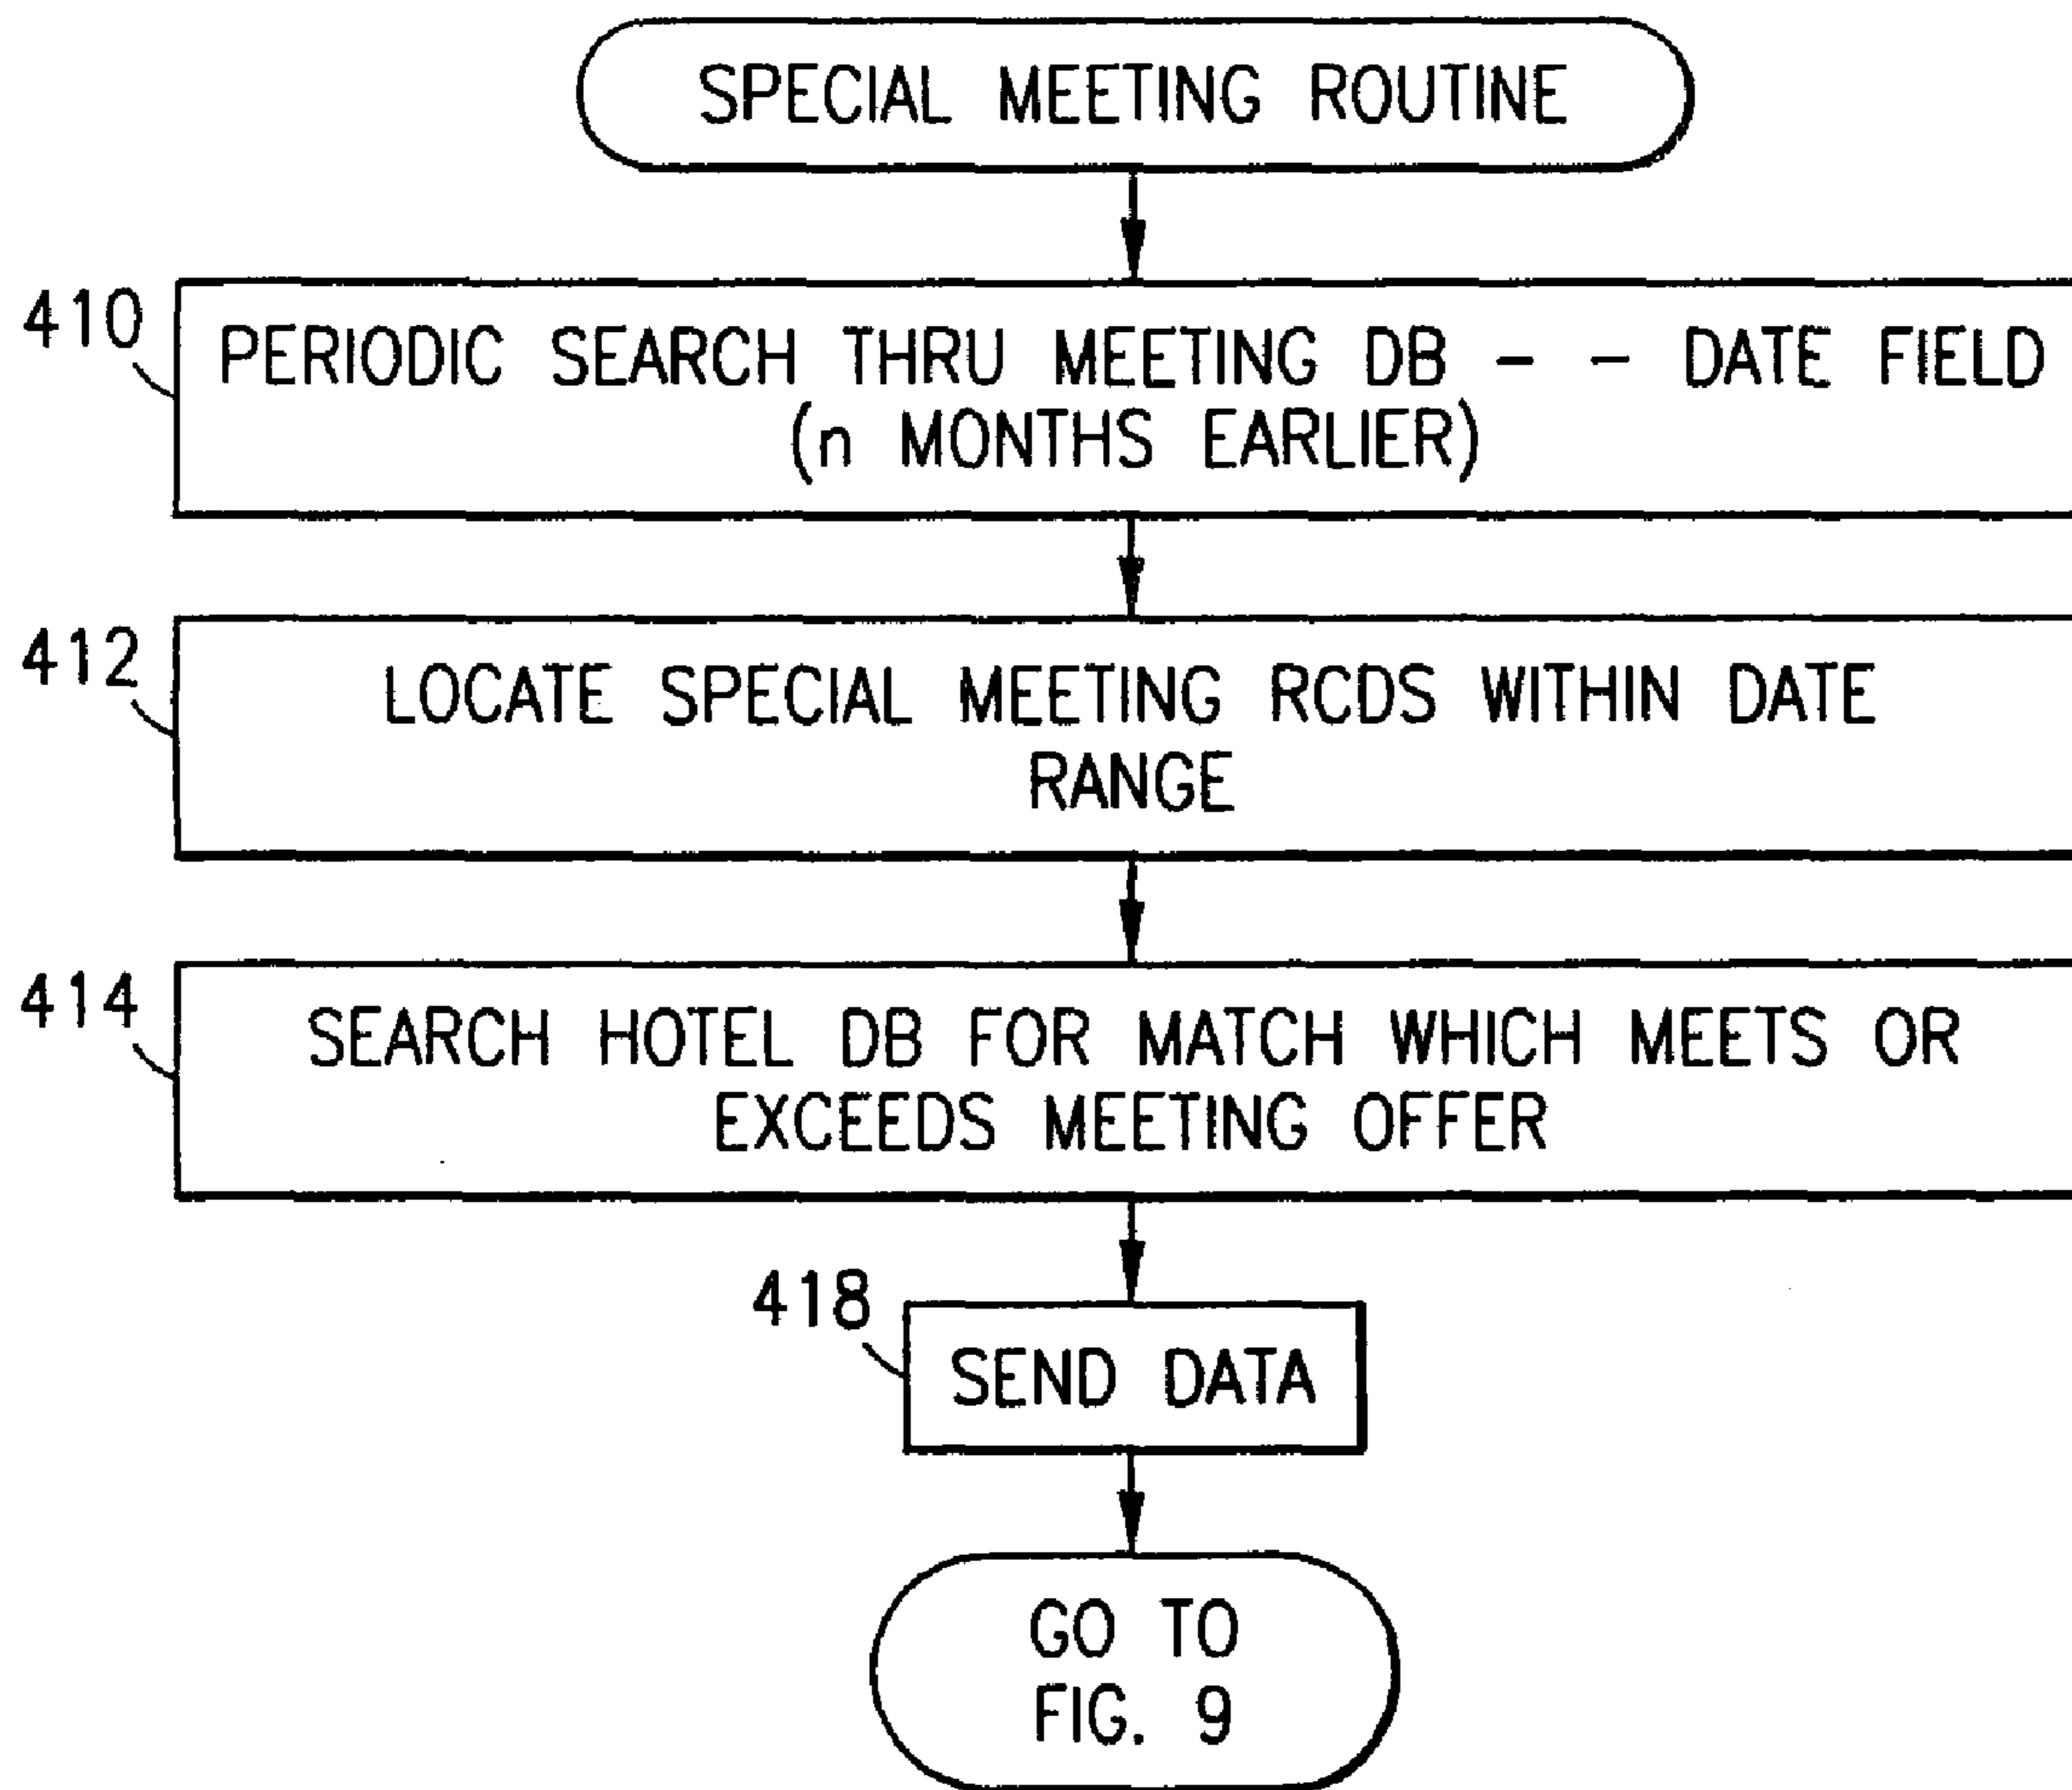 SPECIAL MEETING ROUTINE
410
PERIODIC SEARCH THRU MEETING DB - - DATE FIELD
(n MONTHS EARLIER)
412
LOCATE SPECIAL MEETING RCDS WITHIN DATE
RANGE
414
SEARCH HOTEL DB FOR MATCH WHICH MEETS OR
EXCEEDS MEETING OFFER
418
SEND DATA
GO TO
FIG. 9